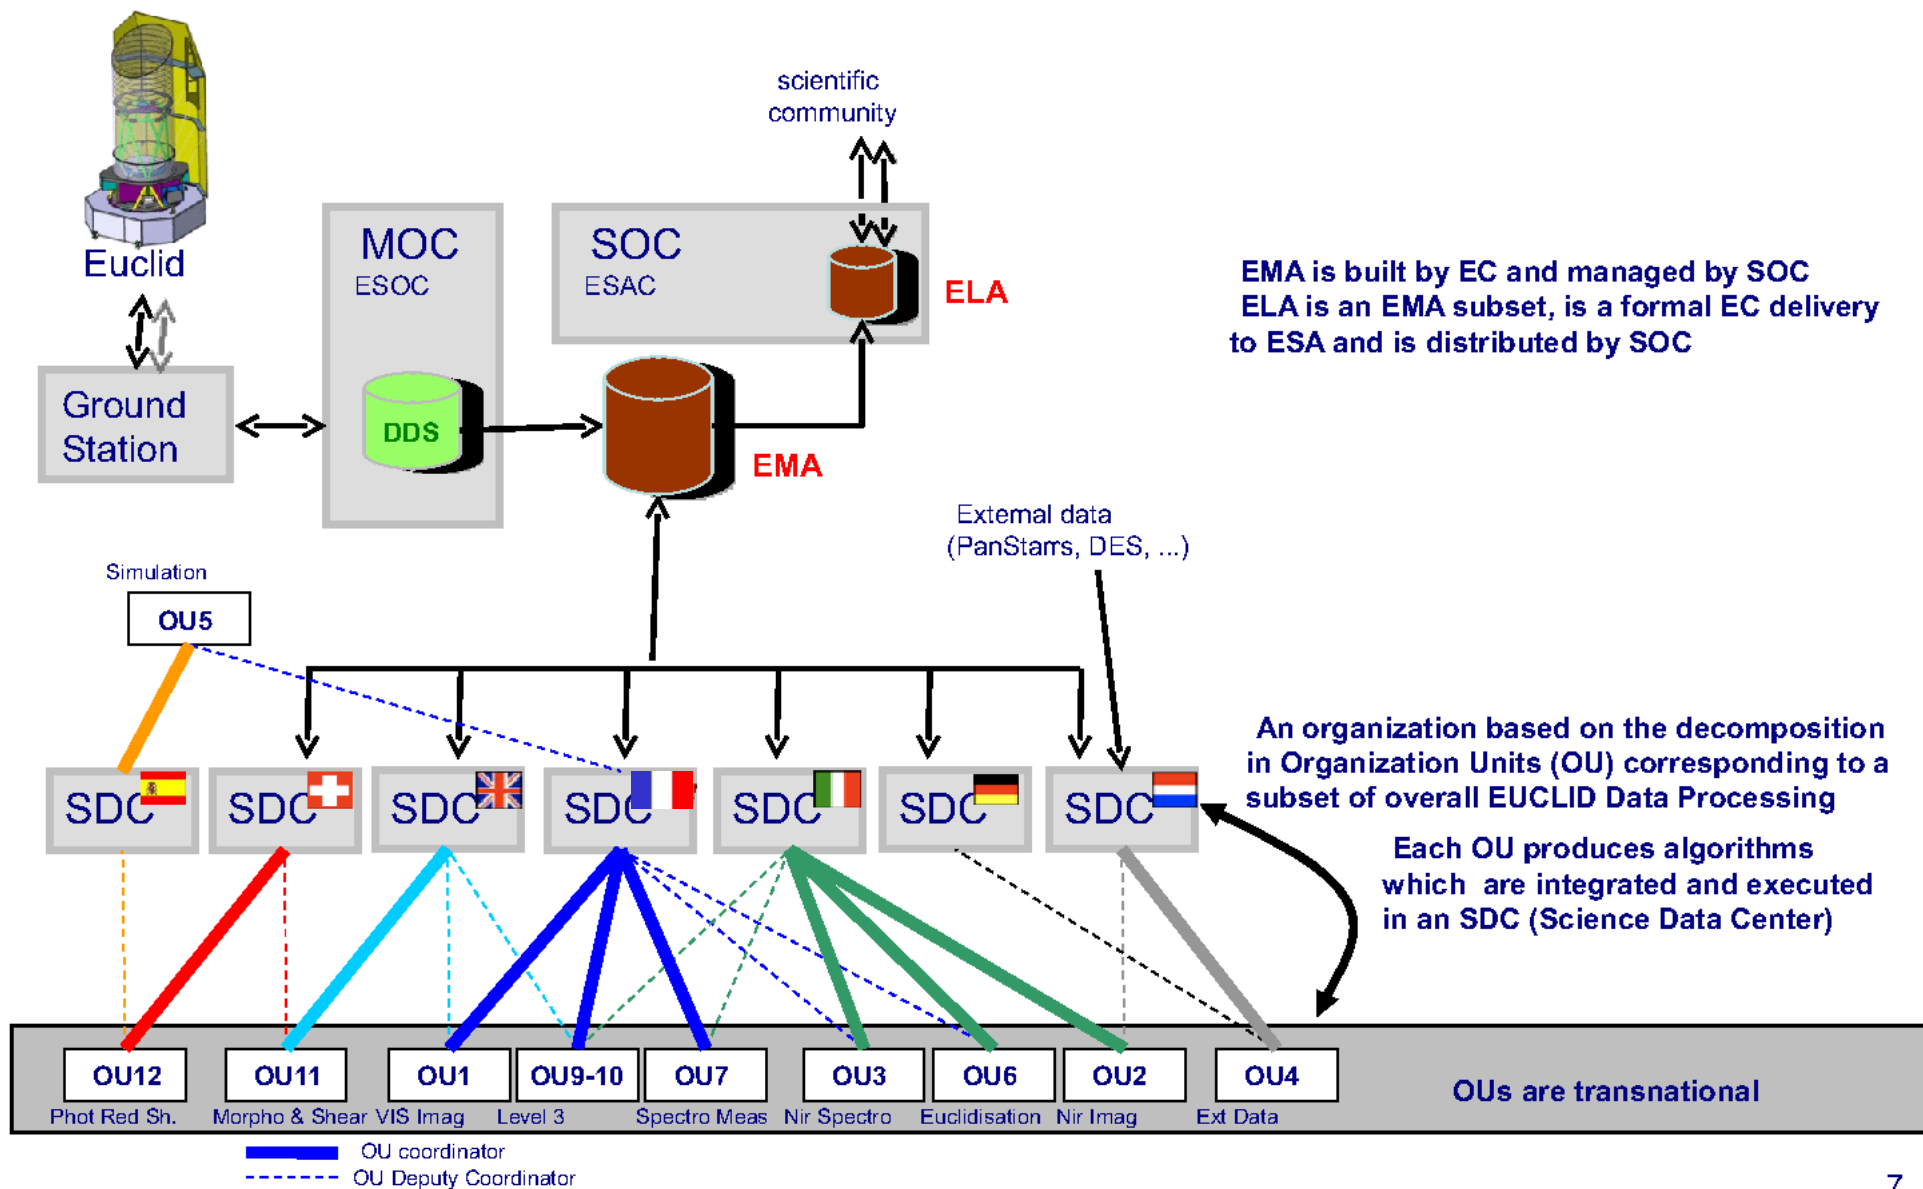 scientific
community
Euclid
MOC
ESOC
SOC
ESAC
ELA
EMA is built by EC and managed by SOC
ELA is an EMA subset, is a formal EC delivery
to ESA and is distributed by SOC
Ground
Station
DDS
EMA
External data
(PanStarrs, DES, ...)
Simulation
OU5
SDC
SDC
SDC
SDC
SDC
SDC
SDC
An organization based on the decomposition
in Organization Units (OU) corresponding to a
subset of overall EUCLID Data Processing
Each OU produces algorithms
which are integrated and executed
in an SDC (Science Data Center)
OU12
OU11
OU1
OU9-10
OU7
OU3
OU6
OU2
OU4
Phot Red Sh.
Morpho & Shear
VIS Imag
Level 3
Spectro Meas
Nir Spectro
Euclidisation
Nir Imag
Ext Data
OUs are transnational
OU coordinator
OU Deputy Coordinator
7